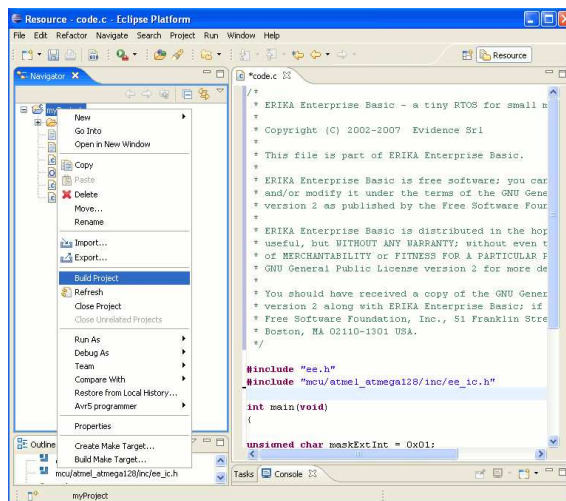 Resource - code.c - Eclipse Platform
File Edit Refactor Navigate Search Project Run Window Help
Resource
Navigator
myProject
New
Go Into
Open in New Window
Copy
Paste
Delete
Move...
Rename
Import...
Export...
Build Project
Refresh
Close Project
Close Unrelated Projects
Run As
Debug As
Team
Compare With
Restore from Local History...
Avr5 programmer
Properties
Create Make Target...
Build Make Target...
Outline
mcu/atmel_atmega128/inc/ee_ic.h
*code.c
/*
* ERIKA Enterprise Basic - a tiny RTOS for small m
*
* Copyright (C) 2002-2007 Evidence Srl
*
* This file is part of ERIKA Enterprise Basic.
*
* ERIKA Enterprise Basic is free software; you can
* and/or modify it under the terms of the GNU Gene
* version 2 as published by the Free Software Foun
*
* ERIKA Enterprise Basic is distributed in the hop
* useful, but WITHOUT ANY WARRANTY; without even t
* of MERCHANTABILITY or FITNESS FOR A PARTICULAR P
* GNU General Public License version 2 for more de
*
* You should have received a copy of the GNU Gener
* version 2 along with ERIKA Enterprise Basic; if
* Free Software Foundation, Inc., 51 Franklin Stre
* Boston, MA 02110-1301 USA.
*/
#include "ee.h"
#include "mcu/atmel_atmega128/inc/ee_ic.h"
int main(void)
{
unsigned char maskExtInt = 0x01;
Tasks Console
myProject